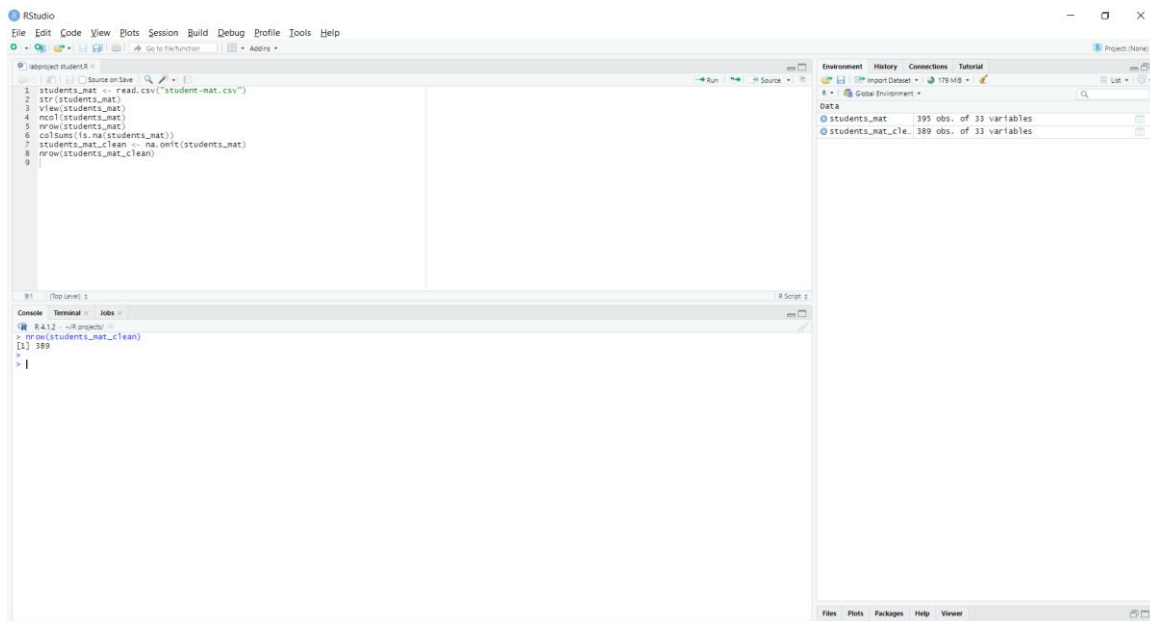 RStudio
File Edit Code View Plots Session Build Debug Profile Tools Help
Go to file/function Addins
Project: (None)
labproject student.R
Source on Save Run Source
1 students_mat <- read.csv("student-mat.csv")
2 str(students_mat)
3 View(students_mat)
4 ncol(students_mat)
5 nrow(students_mat)
6 colSums(is.na(students_mat))
7 students_mat_clean <- na.omit(students_mat)
8 nrow(students_mat_clean)
9
9:1 (Top Level) R Script
Console Terminal Jobs
R 4.1.2 · ~/R projects/
> nrow(students_mat_clean)
[1] 389
>
>
Environment History Connections Tutorial
Import Dataset 179 MiB List
R Global Environment
Data
students_mat 395 obs. of 33 variables
students_mat_cle… 389 obs. of 33 variables
Files Plots Packages Help Viewer